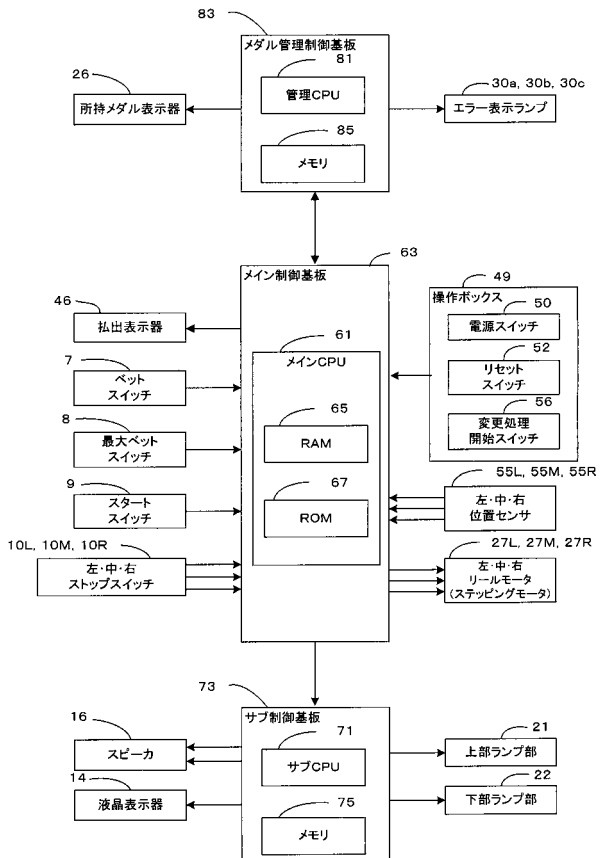 83
メダル管理制御基板
81
管理CPU
85
メモリ
26
所持メダル表示器
30a, 30b, 30c
エラー表示ランプ
63
メイン制御基板
61
メインCPU
65
RAM
67
ROM
46
払出表示器
7
ベット
スイッチ
8
最大ベット
スイッチ
9
スタート
スイッチ
10L, 10M, 10R
左・中・右
ストップスイッチ
49
操作ボックス
50
電源スイッチ
52
リセット
スイッチ
56
変更処理
開始スイッチ
55L, 55M, 55R
左・中・右
位置センサ
27L, 27M, 27R
左・中・右
リールモータ
(ステッピングモータ)
73
サブ制御基板
71
サブCPU
75
メモリ
16
スピーカ
14
液晶表示器
21
上部ランプ部
22
下部ランプ部